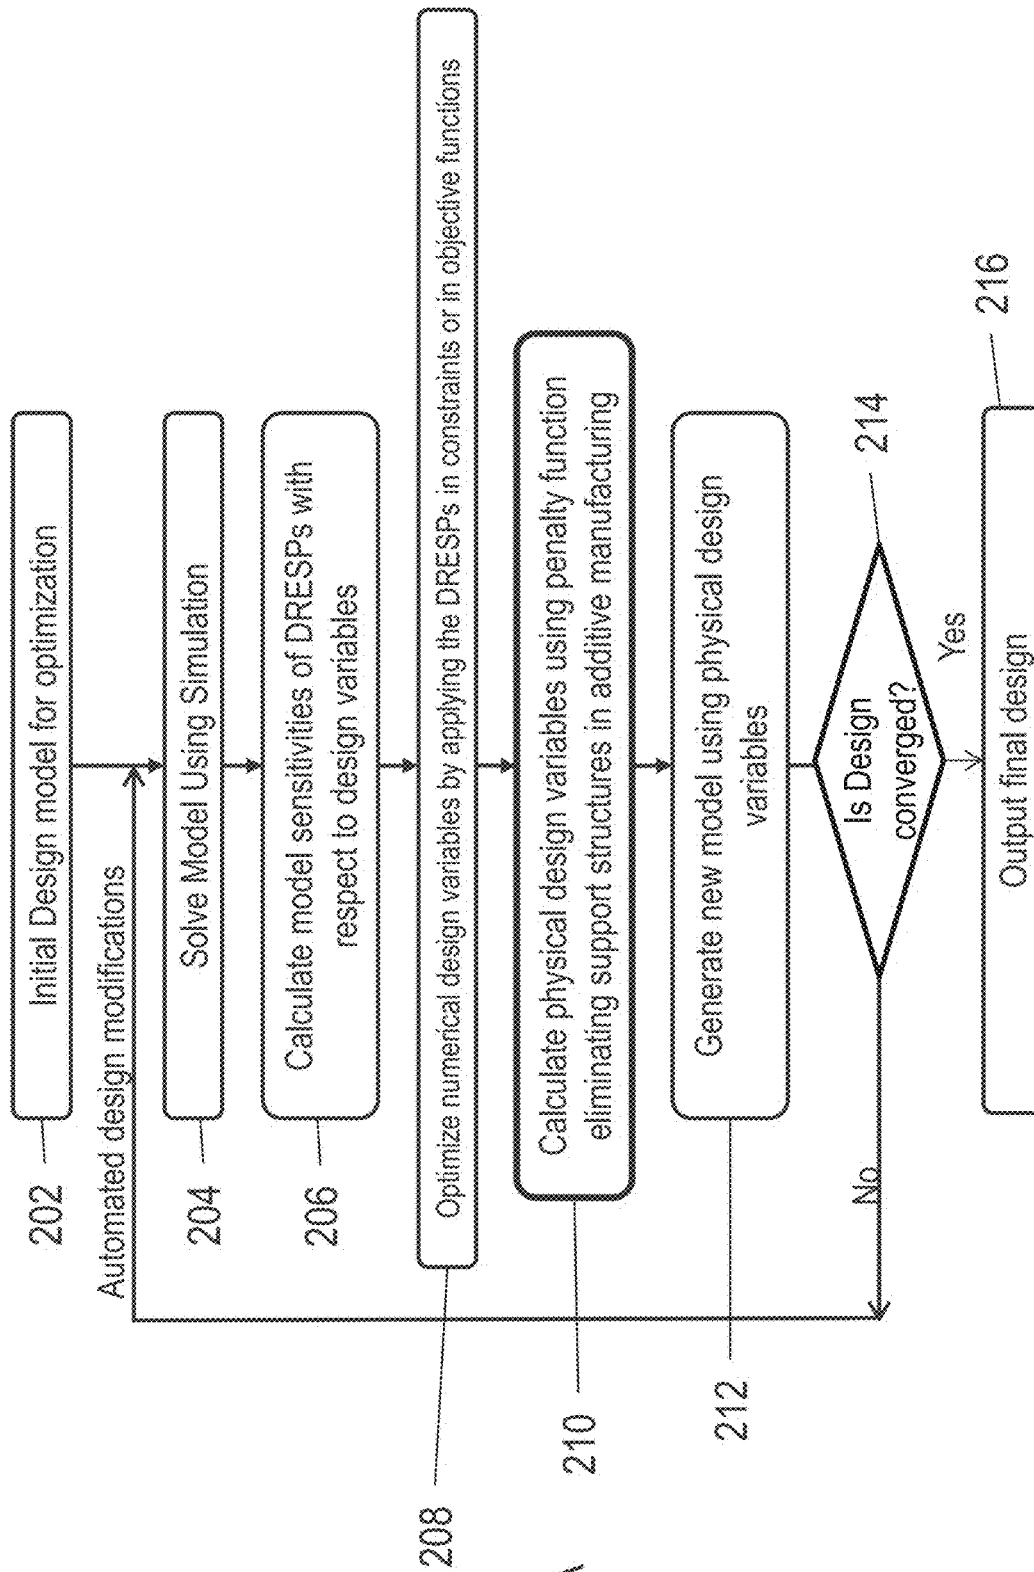 202
Initial Design model for optimization
Automated design modifications
204
Solve Model Using Simulation
206
Calculate model sensitivities of DRESPs with
respect to design variables
208
Optimize numerical design variables by applying the DRESPs in constraints or in objective functions
210
Calculate physical design variables using penalty function
eliminating support structures in additive manufacturing
212
Generate new model using physical design
variables
214
Is Design
converged?
No
Yes
216
Output final design